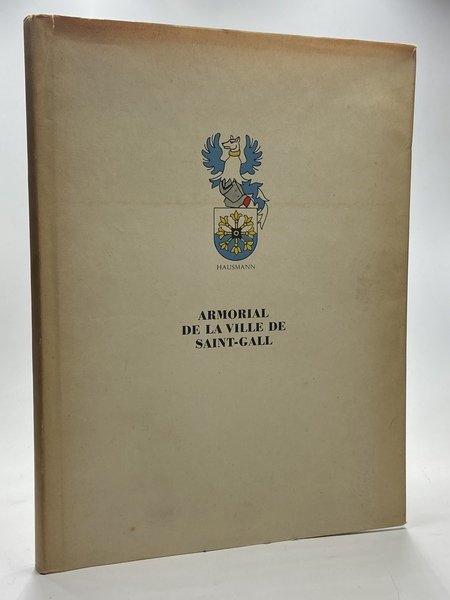 HAUSMANN
ARMORIAL
DE LA VILLE DE
SAINT-GALL